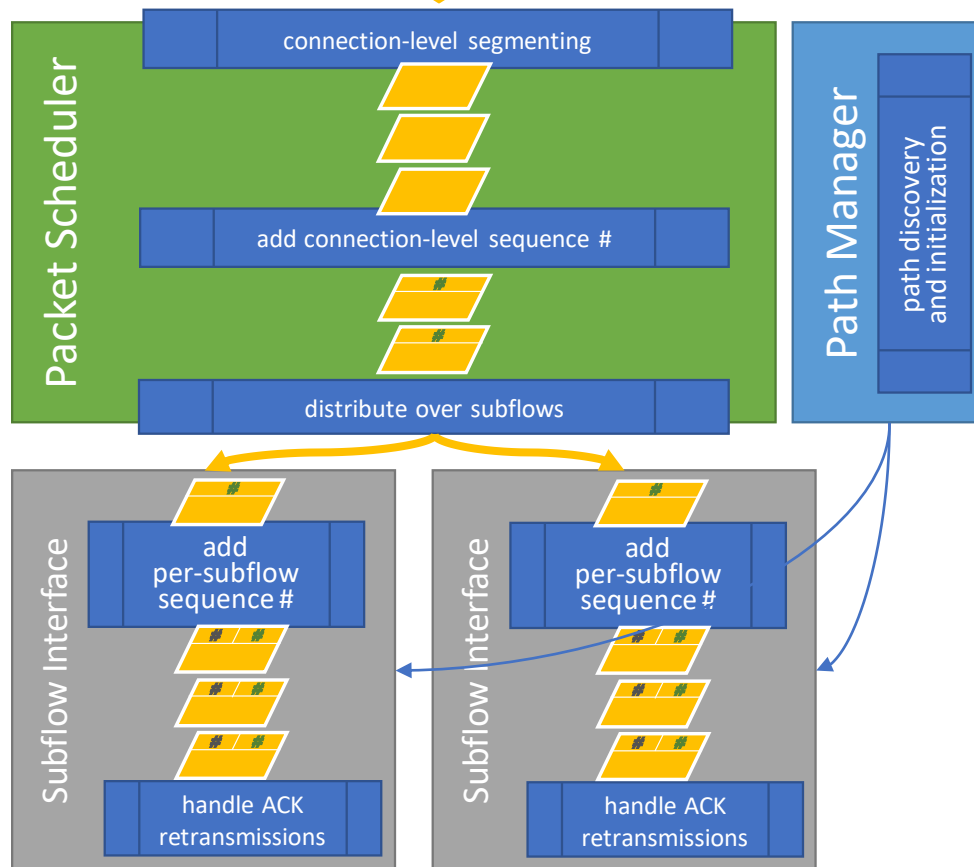 Packet Scheduler
connection-level segmenting
add connection-level sequence #
#
#
distribute over subflows
Path Manager
path discovery
and initialization
Subflow Interface
#
add
per-subflow
sequence #
# #
# #
# #
handle ACK
retransmissions
Subflow Interface
#
add
per-subflow
sequence #
# #
# #
# #
handle ACK
retransmissions